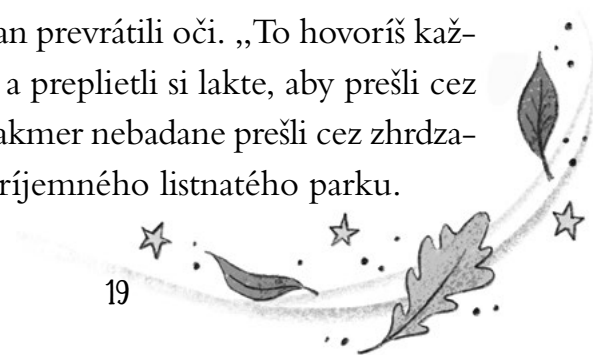 an prevrátili oči. „To hovoríš kaž-
a preplietli si lakte, aby prešli cez
akmer nebadane prešli cez zhrdza-
ríjemného listnatého parku.
19